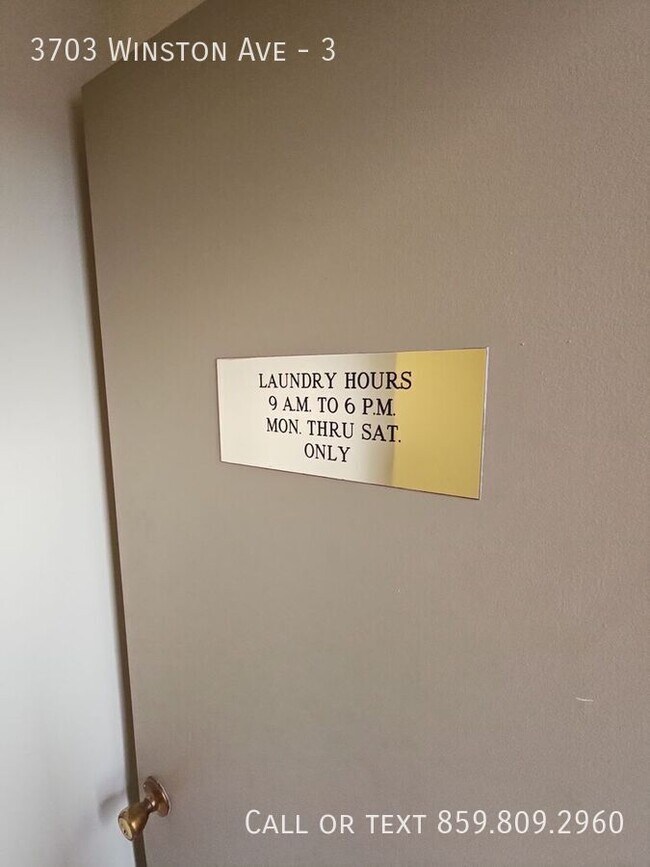 3703 Winston Ave - 3
LAUNDRY HOURS
9 A.M. TO 6 P.M.
MON. THRU SAT.
ONLY
Call or text 859.809.2960